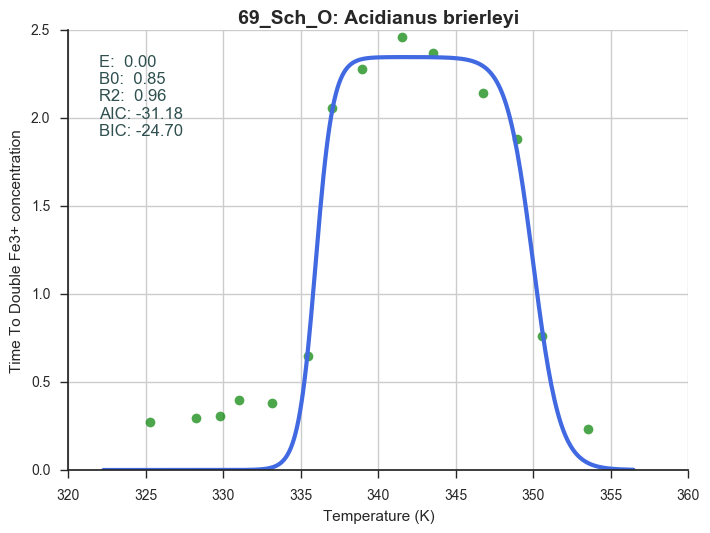 69_Sch_O: Acidianus brierleyi
E:  0.00
B0:  0.85
R2:  0.96
AIC: -31.18
BIC: -24.70
Time To Double Fe3+ concentration
2.5
2.0
1.5
1.0
0.5
0.0
320 325 330 335 340 345 350 355 360
Temperature (K)